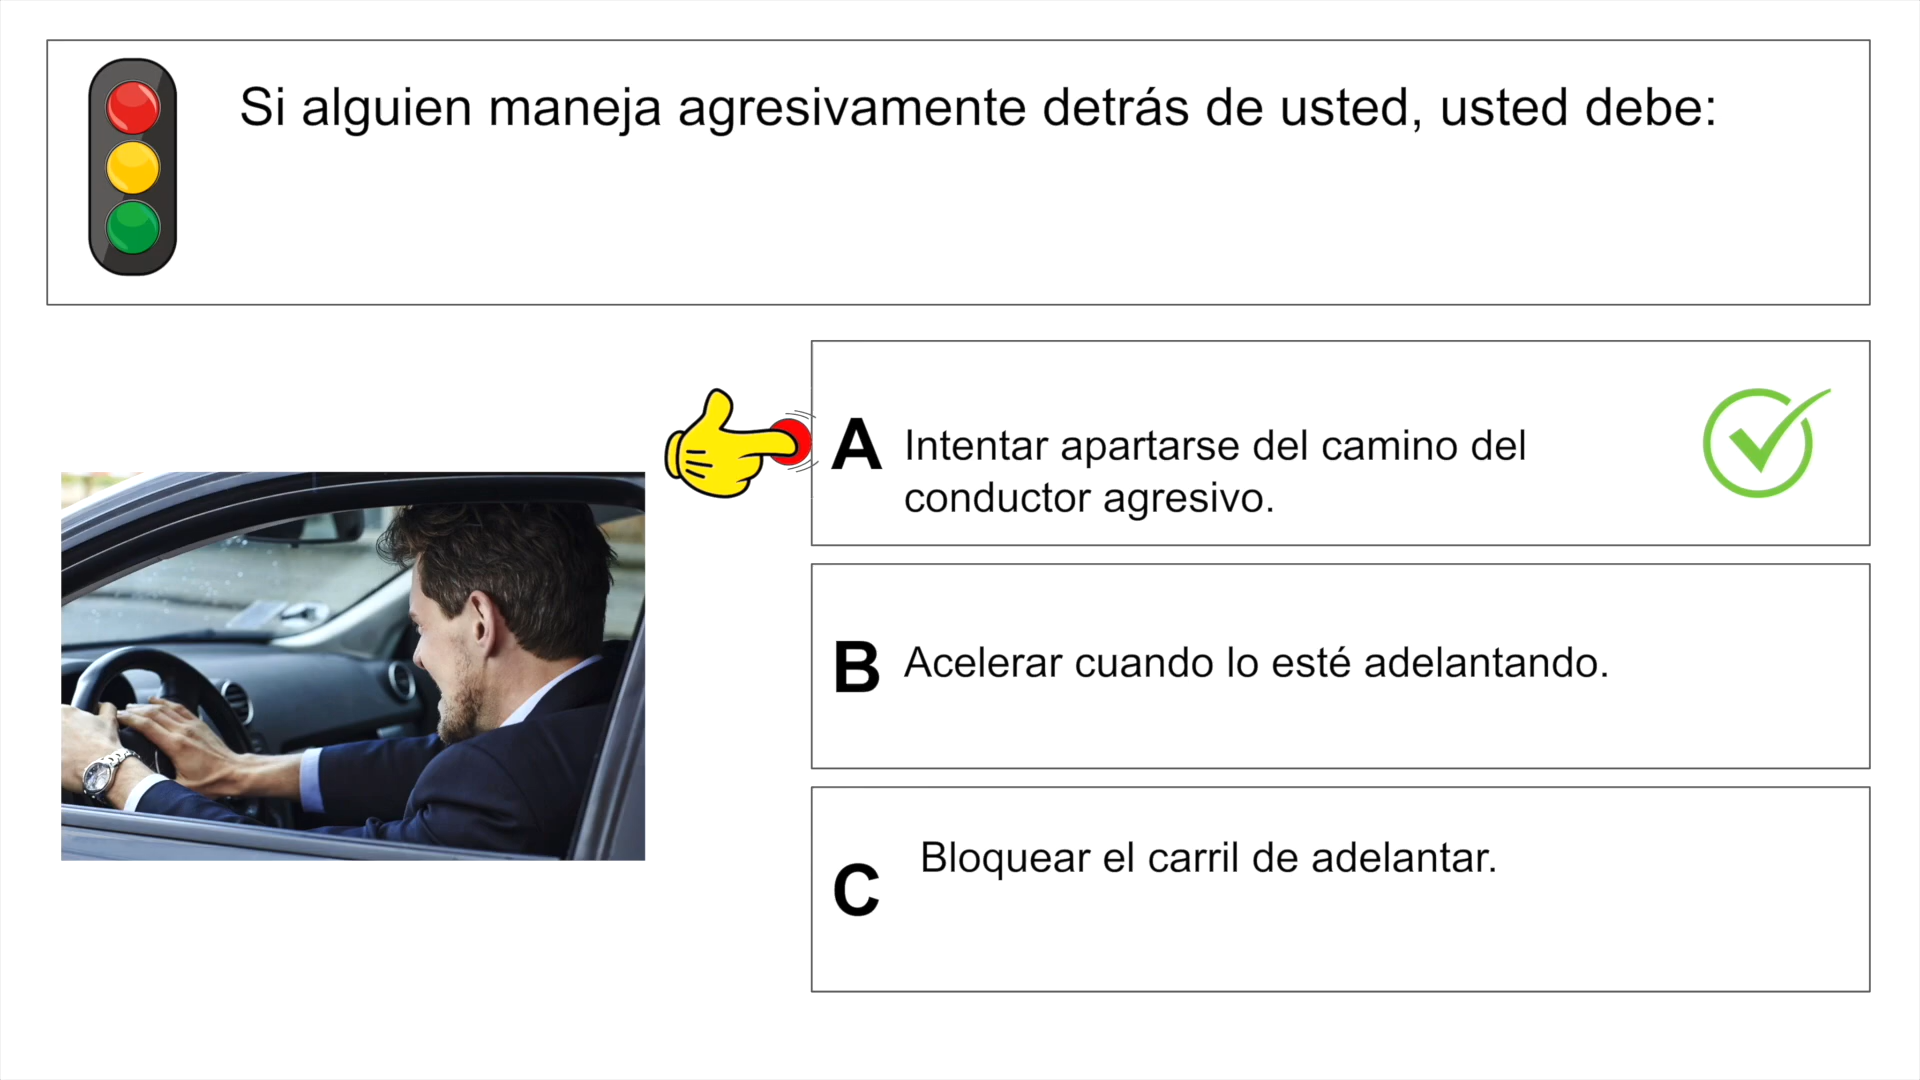 Si alguien maneja agresivamente detrás de usted, usted debe:
A Intentar apartarse del camino del
conductor agresivo.
B Acelerar cuando lo esté adelantando.
C Bloquear el carril de adelantar.